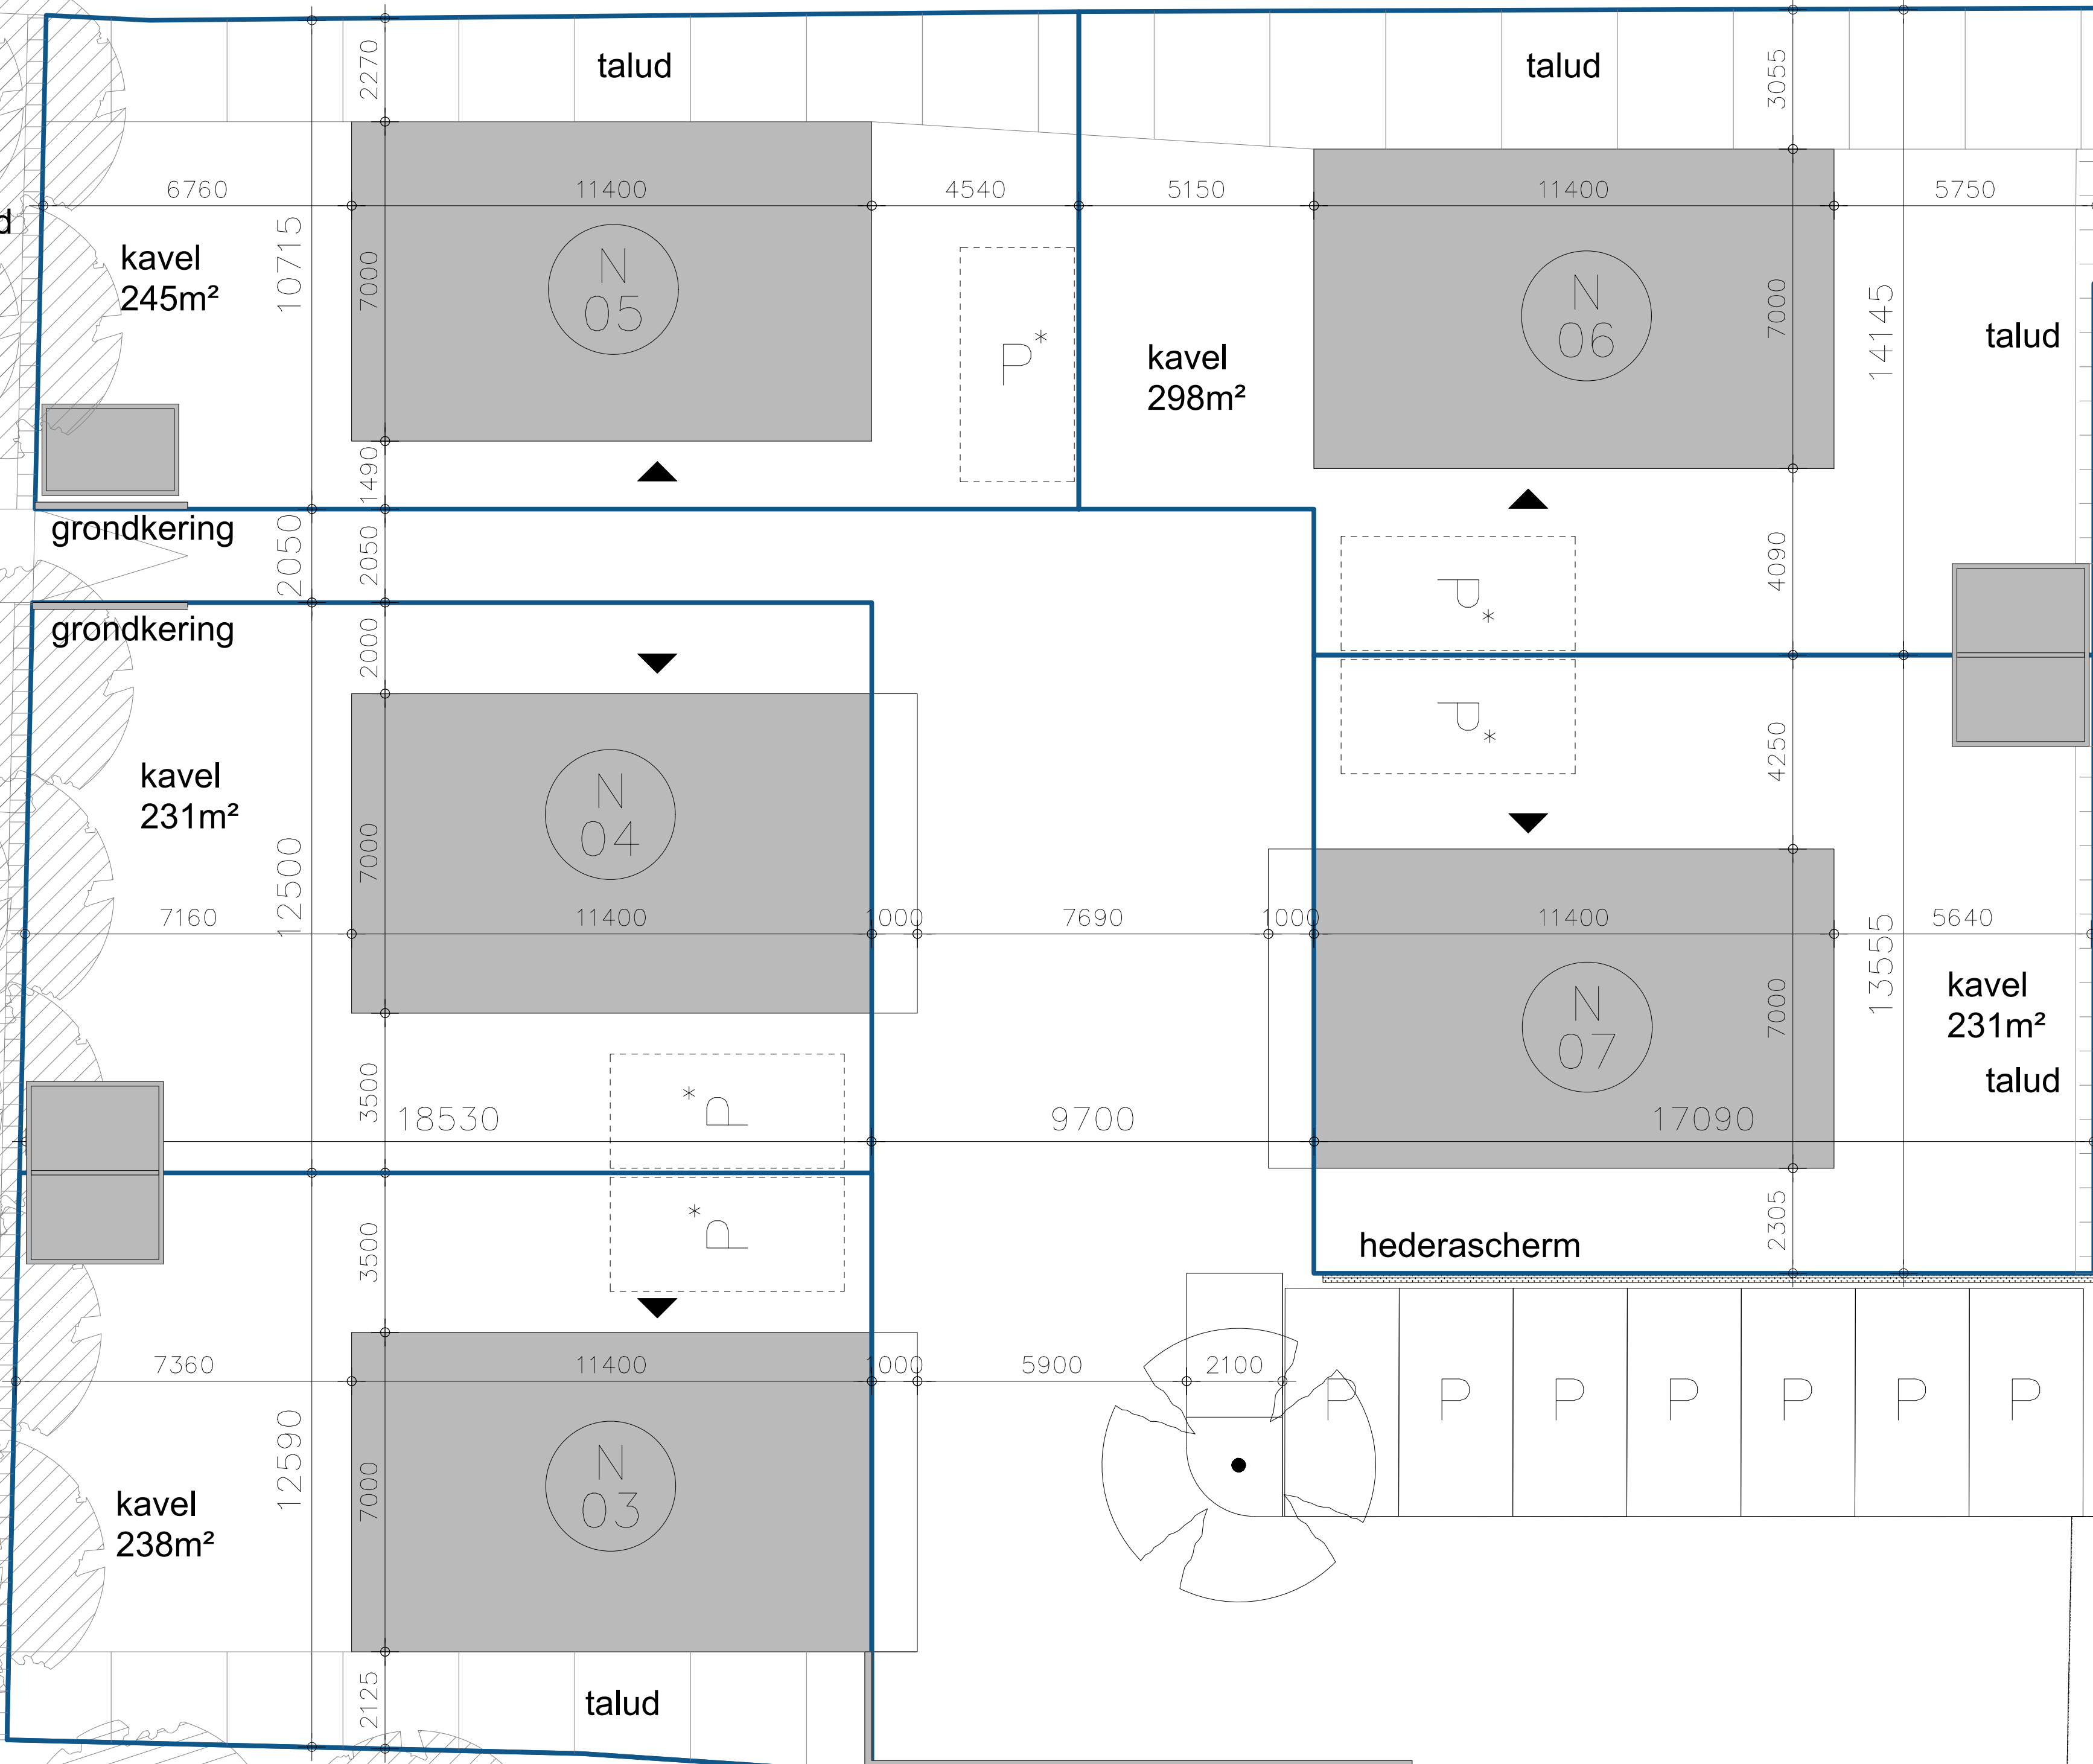 talud
talud
2270
3055
6760
11400
4540
5150
11400
5750
d
kavel
245m²
10715
7000
N
05
P*
kavel
298m²
N
06
7000
14145
talud
1490
grondkering
2050
2050
P*
4090
grondkering
2000
P*
4250
kavel
231m²
N
04
7000
12500
7160
11400
1000
7690
1000
11400
5640
13555
N
07
7000
kavel
231m²
talud
3500
18530
*P
9700
17090
*P
3500
2305
hederascherm
7360
11400
1000
5900
2100
P
P
P
P
P
P
P
12590
N
03
7000
kavel
238m²
2125
talud